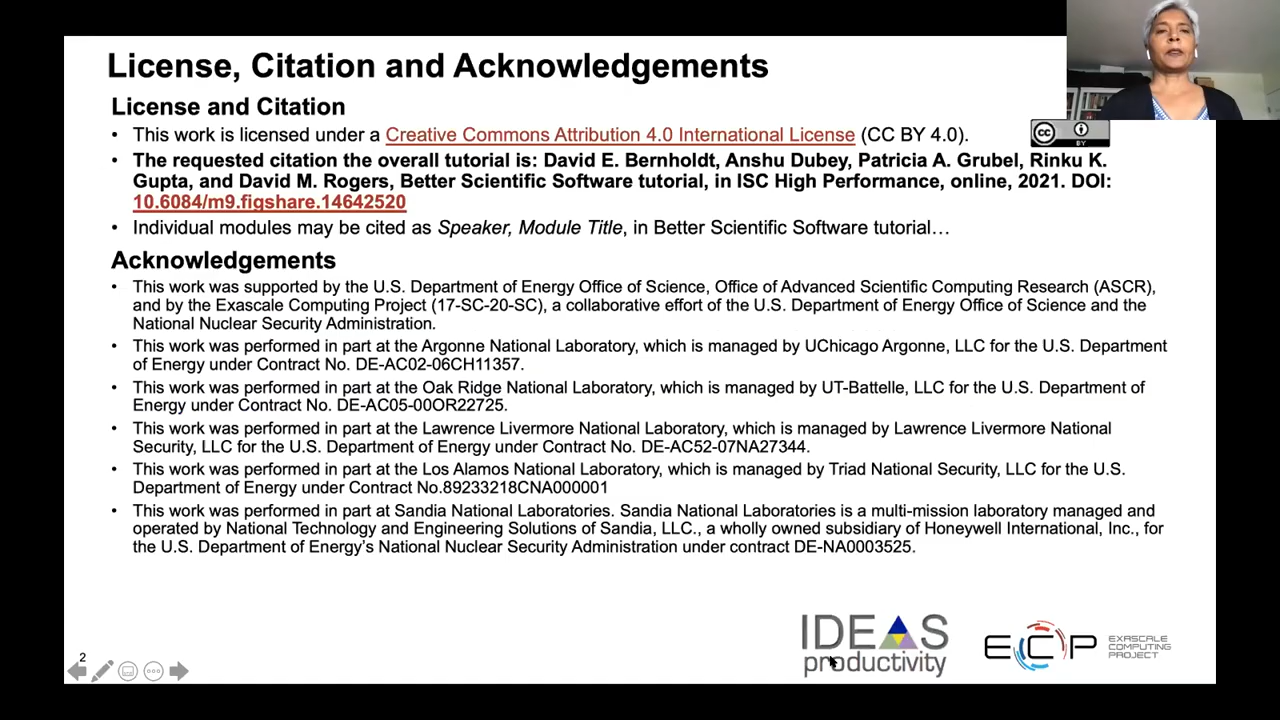 License, Citation and Acknowledgements
License and Citation
• This work is licensed under a Creative Commons Attribution 4.0 International License (CC BY 4.0).
cc BY
• The requested citation the overall tutorial is: David E. Bernholdt, Anshu Dubey, Patricia A. Grubel, Rinku K.
Gupta, and David M. Rogers, Better Scientific Software tutorial, in ISC High Performance, online, 2021. DOI:
10.6084/m9.figshare.14642520
• Individual modules may be cited as Speaker, Module Title, in Better Scientific Software tutorial…
Acknowledgements
• This work was supported by the U.S. Department of Energy Office of Science, Office of Advanced Scientific Computing Research (ASCR),
and by the Exascale Computing Project (17-SC-20-SC), a collaborative effort of the U.S. Department of Energy Office of Science and the
National Nuclear Security Administration.
• This work was performed in part at the Argonne National Laboratory, which is managed by UChicago Argonne, LLC for the U.S. Department
of Energy under Contract No. DE-AC02-06CH11357.
• This work was performed in part at the Oak Ridge National Laboratory, which is managed by UT-Battelle, LLC for the U.S. Department of
Energy under Contract No. DE-AC05-00OR22725.
• This work was performed in part at the Lawrence Livermore National Laboratory, which is managed by Lawrence Livermore National
Security, LLC for the U.S. Department of Energy under Contract No. DE-AC52-07NA27344.
• This work was performed in part at the Los Alamos National Laboratory, which is managed by Triad National Security, LLC for the U.S.
Department of Energy under Contract No.89233218CNA000001
• This work was performed in part at Sandia National Laboratories. Sandia National Laboratories is a multi-mission laboratory managed and
operated by National Technology and Engineering Solutions of Sandia, LLC., a wholly owned subsidiary of Honeywell International, Inc., for
the U.S. Department of Energy's National Nuclear Security Administration under contract DE-NA0003525.
2
IDEAS
productivity
ECP
EXASCALE
COMPUTING
PROJECT